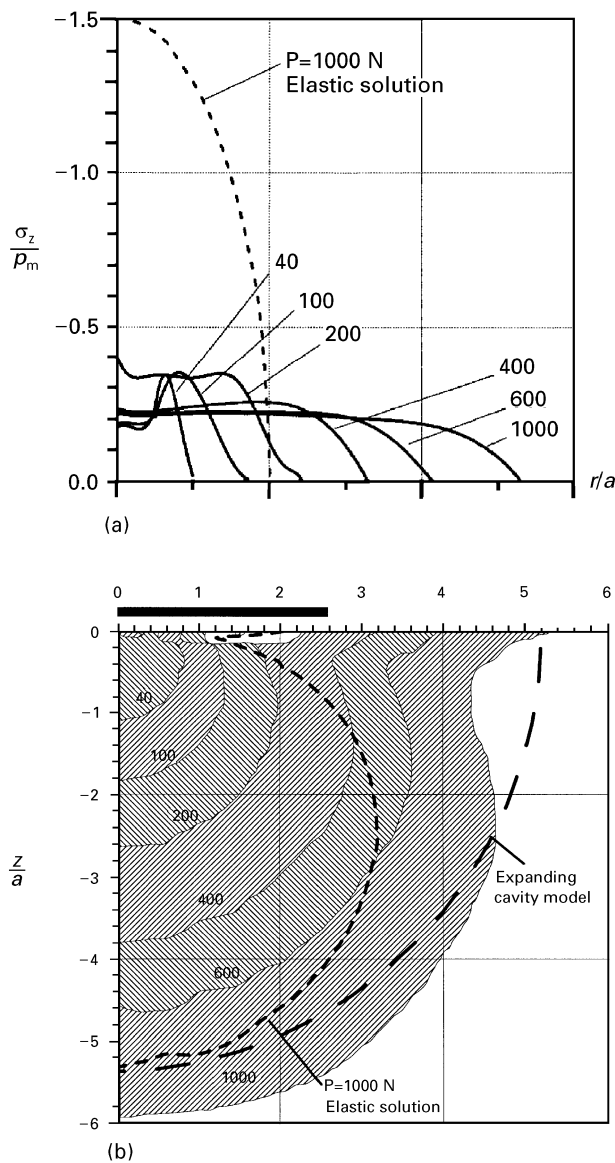 −1.5
P=1000 N
Elastic solution
−1.0
σz
pm
40
100
200
−0.5
400
600
1000
0.0
r/a
(a)
0 1 2 3 4 5 6
0
40
-1
100
200
-2
z
a
-3
Expanding
cavity model
400
-4
600
-5
1000
P=1000 N
Elastic solution
-6
(b)